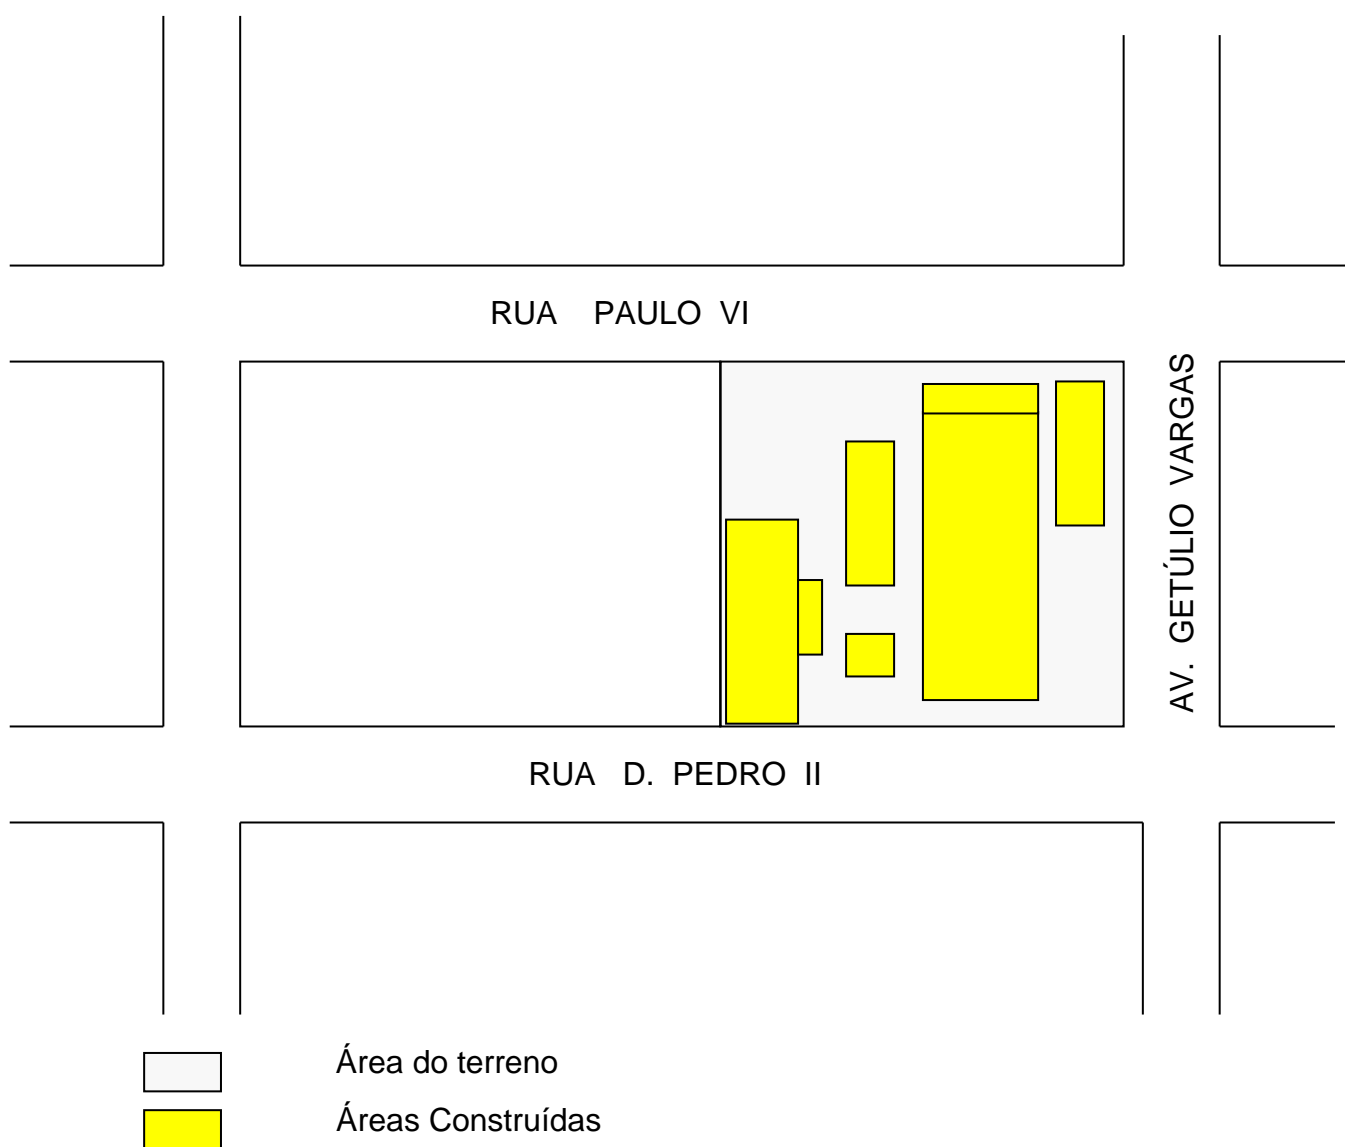 RUA PAULO VI
AV. GETÚLIO VARGAS
RUA D. PEDRO II
Área do terreno
Áreas Construídas